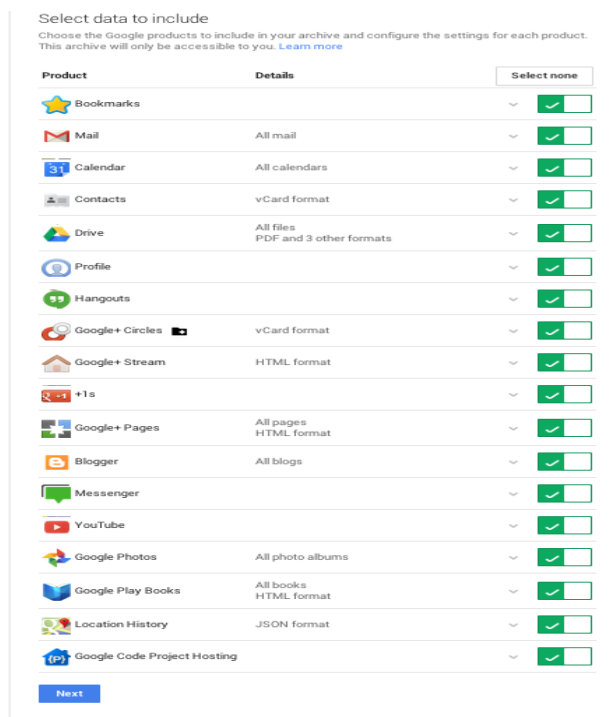 Select data to include
Choose the Google products to include in your archive and configure the settings for each product.
This archive will only be accessible to you. Learn more
Product Details Select none
Bookmarks
Mail All mail
31 Calendar All calendars
Contacts vCard format
Drive All files
PDF and 3 other formats
Profile
Hangouts
Google+ Circles vCard format
Google+ Stream HTML format
+1s
Google+ Pages All pages
HTML format
Blogger All blogs
Messenger
YouTube
Google Photos All photo albums
Google Play Books All books
HTML format
Location History JSON format
{P} Google Code Project Hosting
Next